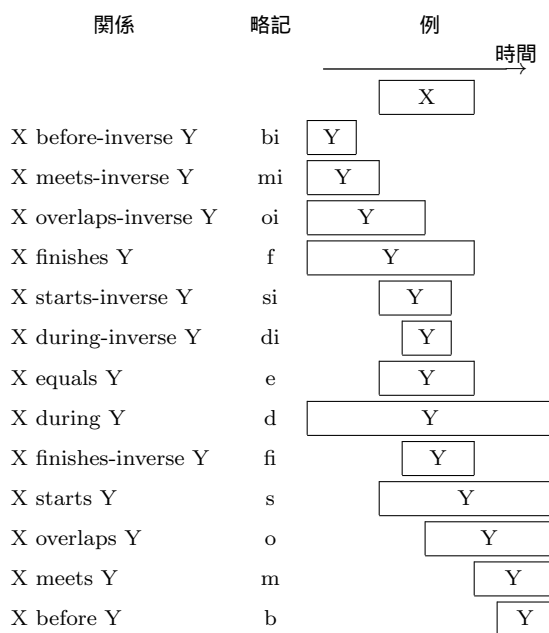 関係 略記 例
時間
X
X before-inverse Y bi Y
X meets-inverse Y mi Y
X overlaps-inverse Y oi Y
X finishes Y f Y
X starts-inverse Y si Y
X during-inverse Y di Y
X equals Y e Y
X during Y d Y
X finishes-inverse Y fi Y
X starts Y s Y
X overlaps Y o Y
X meets Y m Y
X before Y b Y